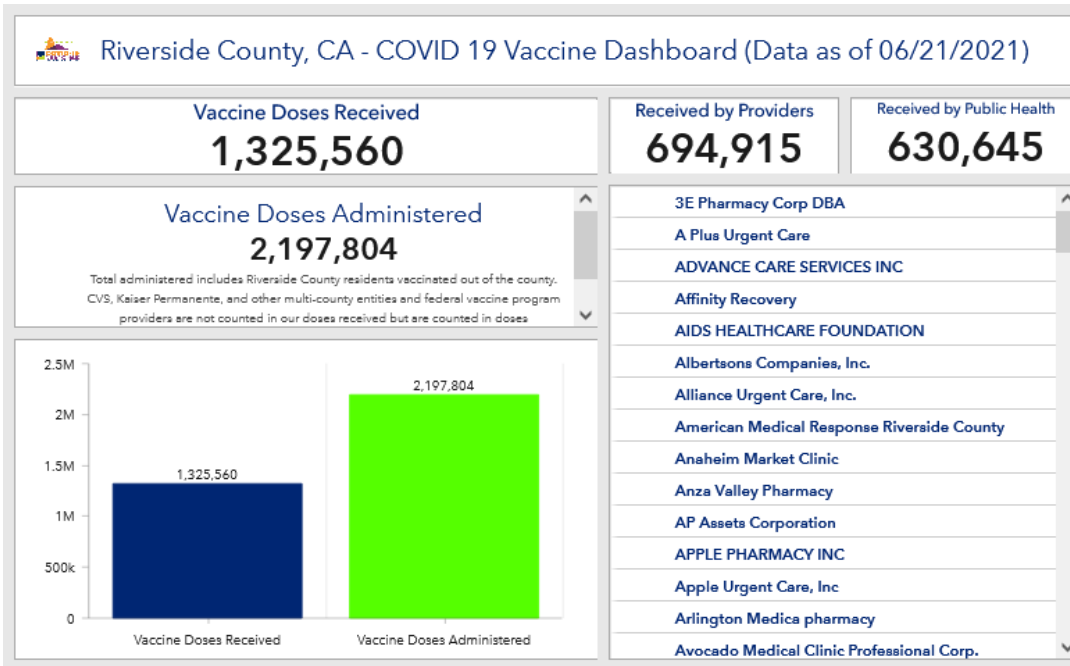 Riverside County, CA - COVID 19 Vaccine Dashboard (Data as of 06/21/2021)
Vaccine Doses Received
1,325,560
Received by Providers
694,915
Received by Public Health
630,645
Vaccine Doses Administered
2,197,804
Total administered includes Riverside County residents vaccinated out of the county.
CVS, Kaiser Permanente, and other multi-county entities and federal vaccine program
providers are not counted in our doses received but are counted in doses
2.5M
2M
1.5M
1M
500k
0
1,325,560
2,197,804
Vaccine Doses Received
Vaccine Doses Administered
3E Pharmacy Corp DBA
A Plus Urgent Care
ADVANCE CARE SERVICES INC
Affinity Recovery
AIDS HEALTHCARE FOUNDATION
Albertsons Companies, Inc.
Alliance Urgent Care, Inc.
American Medical Response Riverside County
Anaheim Market Clinic
Anza Valley Pharmacy
AP Assets Corporation
APPLE PHARMACY INC
Apple Urgent Care, Inc
Arlington Medica pharmacy
Avocado Medical Clinic Professional Corp.